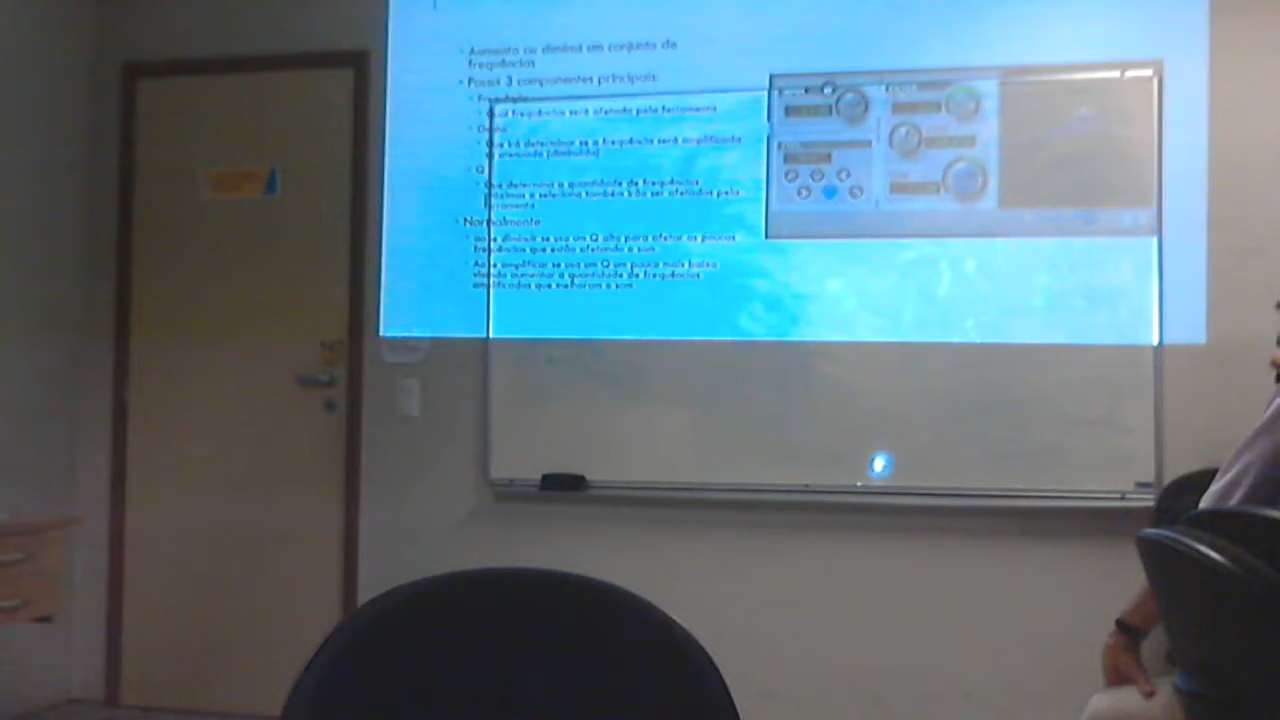 Aumenta ou diminui um conjunto de
frequências
Possui 3 componentes principais:
Frequência
Qual frequências será afetada pela ferramenta
Ganho
Que irá determinar se a frequência será amplificada
ou atenuada (diminuída)
Q
Que determina a quantidade de frequências
próximas a seleciona também irão ser afetadas pela
ferramenta
Normalmente
ao se diminuir se usa um Q alto para afetar as poucas
frequências que estão afetando o som
Ao se amplificar se usa um Q um pouco mais baixo
visando aumentar a quantidade de frequências
amplificadas que melhoram o som